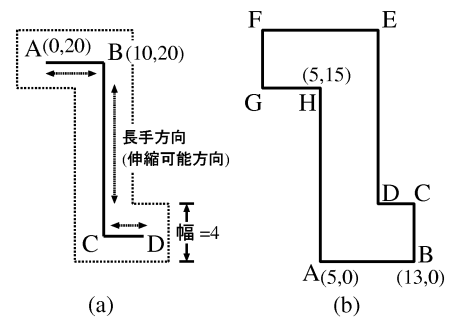 A(0,20)
B(10,20)
長手方向
(伸縮可能方向)
C
D
幅 =4
(a)
F
E
(5,15)
G
H
D
C
B
A(5,0)
(13,0)
(b)